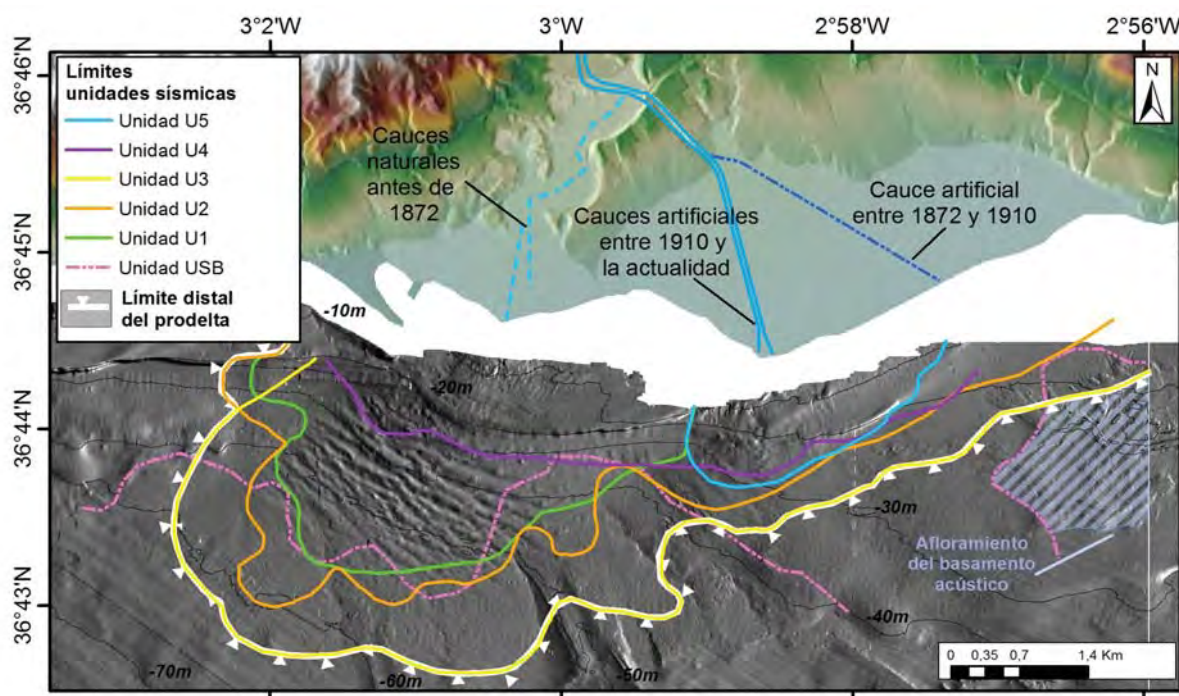 3°2'W
3°W
2°58'W
2°56'W
36°46'N
36°45'N
36°44'N
36°43'N
Límites
unidades sísmicas
Unidad U5
Unidad U4
Unidad U3
Unidad U2
Unidad U1
Unidad USB
Límite distal
del prodelta
N
Cauces
naturales
antes de
1872
Cauces artificiales
entre 1910 y
la actualidad
Cauce artificial
entre 1872 y 1910
-10m
-20m
-30m
-40m
-50m
-60m
-70m
Afloramiento
del basamento
acústico
0 0,35 0,7 1,4 Km